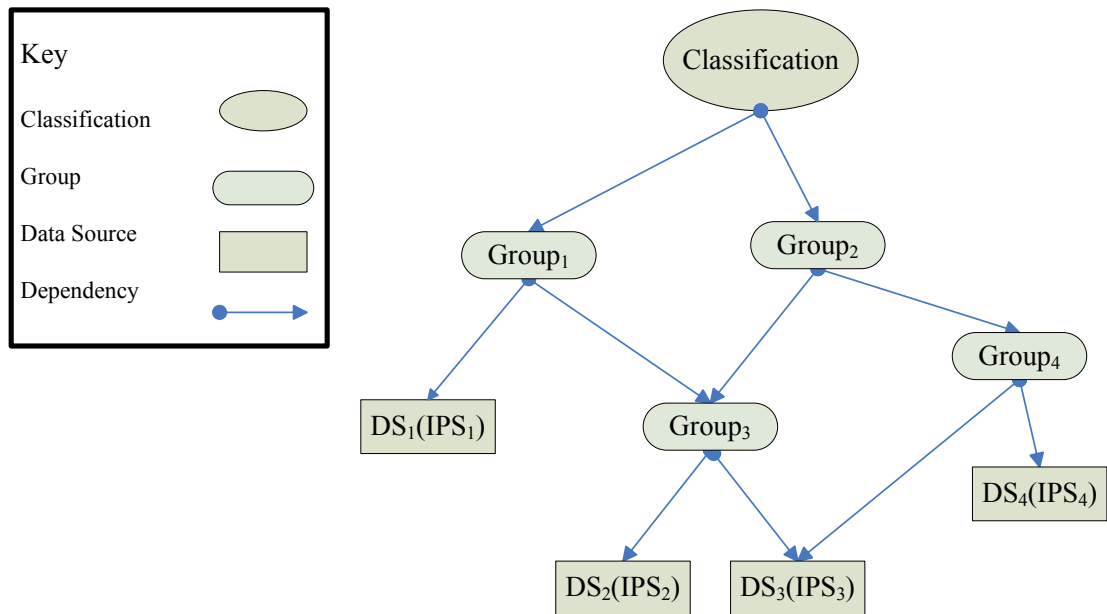 Key
Classification
Group
Data Source
Dependency
Classification
Group₁
Group₂
Group₄
DS₁(IPS₁)
Group₃
DS₄(IPS₄)
DS₂(IPS₂)
DS₃(IPS₃)